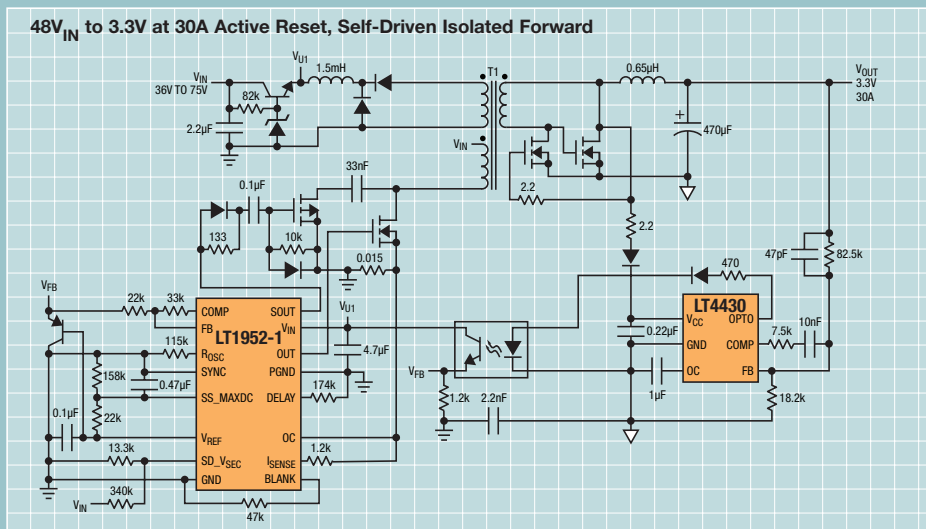 48VIN to 3.3V at 30A Active Reset, Self-Driven Isolated Forward
VU1
1.5mH
T1
0.65µH
VOUT
3.3V
30A
VIN
36V TO 75V
82k
2.2µF
470µF
VIN
33nF
2.2
0.1µF
2.2
133
10k
0.015
47pF
82.5k
470
VFB
22k
33k
COMP
SOUT
VU1
LT4430
FB
VIN
VCC
OPTO
10nF
LT1952-1
0.22µF
7.5k
115k
ROSC
OUT
4.7µF
GND
COMP
158k
0.47µF
SYNC
PGND
VFB
OC
FB
SS_MAXDC
DELAY
174k
1.2k
2.2nF
1µF
18.2k
0.1µF
22k
VREF
OC
13.3k
SD_VSEC
ISENSE
1.2k
GND
BLANK
VIN
340k
47k